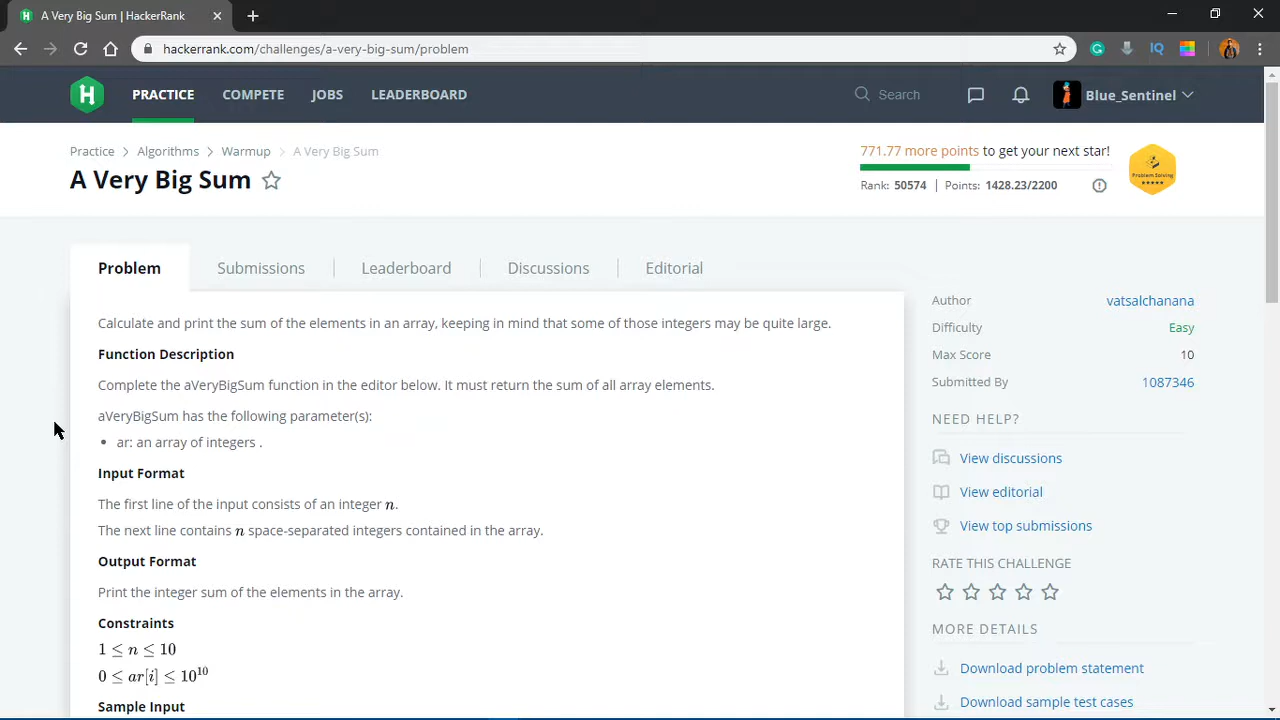 A Very Big Sum | HackerRank
hackerrank.com/challenges/a-very-big-sum/problem
IQ
H
PRACTICE COMPETE JOBS LEADERBOARD
Search
Blue_Sentinel
Practice > Algorithms > Warmup > A Very Big Sum
A Very Big Sum
771.77 more points to get your next star!
Rank: 50574 | Points: 1428.23/2200
Problem Solving
Problem
Submissions
Leaderboard
Discussions
Editorial
Calculate and print the sum of the elements in an array, keeping in mind that some of those integers may be quite large.
Function Description
Complete the aVeryBigSum function in the editor below. It must return the sum of all array elements.
aVeryBigSum has the following parameter(s):
• ar: an array of integers .
Input Format
The first line of the input consists of an integer n.
The next line contains n space-separated integers contained in the array.
Output Format
Print the integer sum of the elements in the array.
Constraints
1 ≤ n ≤ 10
0 ≤ ar[i] ≤ 10¹⁰
Sample Input
Author vatsalchanana
Difficulty Easy
Max Score 10
Submitted By 1087346
NEED HELP?
View discussions
View editorial
View top submissions
RATE THIS CHALLENGE
MORE DETAILS
Download problem statement
Download sample test cases